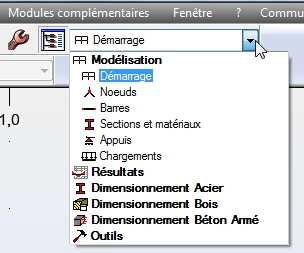 Modules complémentaires Fenêtre ? Commu
Démarrage
Modélisation
Démarrage
1,0
Noeuds
Barres
Sections et matériaux
Appuis
Chargements
Résultats
Dimensionnement Acier
Dimensionnement Bois
Dimensionnement Béton Armé
Outils